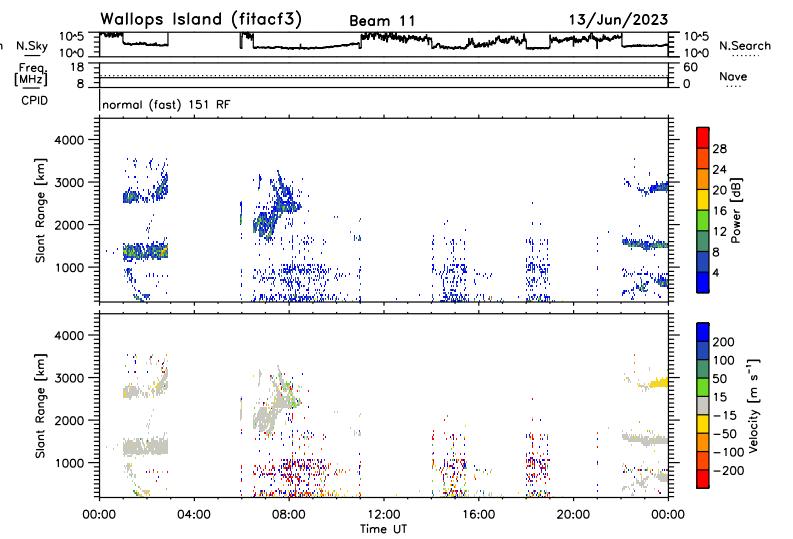 Wallops Island (fitacf3) Beam 11 13/Jun/2023
n N.Sky 10^5 10^0 10^5 10^0 N.Search
Freq. [MHz] 18 8 60 0 Nave
CPID normal (fast) 151 RF
Slant Range [km]
4000
3000
2000
1000
28
24
20
16
12
8
4
Power [dB]
Slant Range [km]
4000
3000
2000
1000
200
100
50
15
−15
−50
−100
−200
Velocity [m s⁻¹]
00:00 04:00 08:00 12:00 16:00 20:00 00:00
Time UT